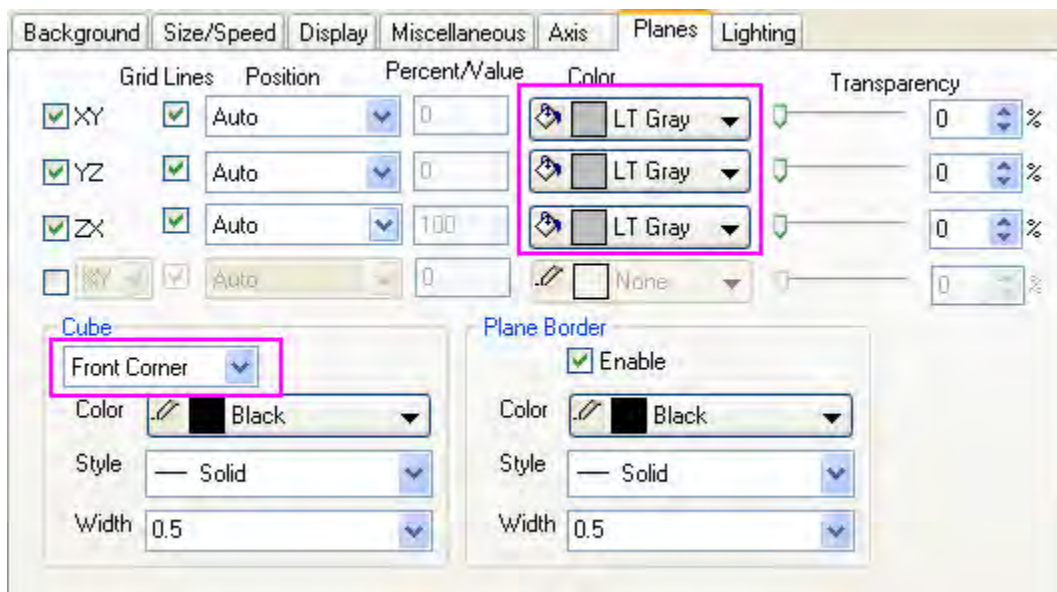 Background Size/Speed Display Miscellaneous Axis Planes Lighting
Grid Lines Position Percent/Value Color Transparency
XY Auto 0 LT Gray 0 %
YZ Auto 0 LT Gray 0 %
ZX Auto 100 LT Gray 0 %
XY Auto 0 None 0 %
Cube Plane Border
Front Corner Enable
Color Black Color Black
Style Solid Style Solid
Width 0.5 Width 0.5